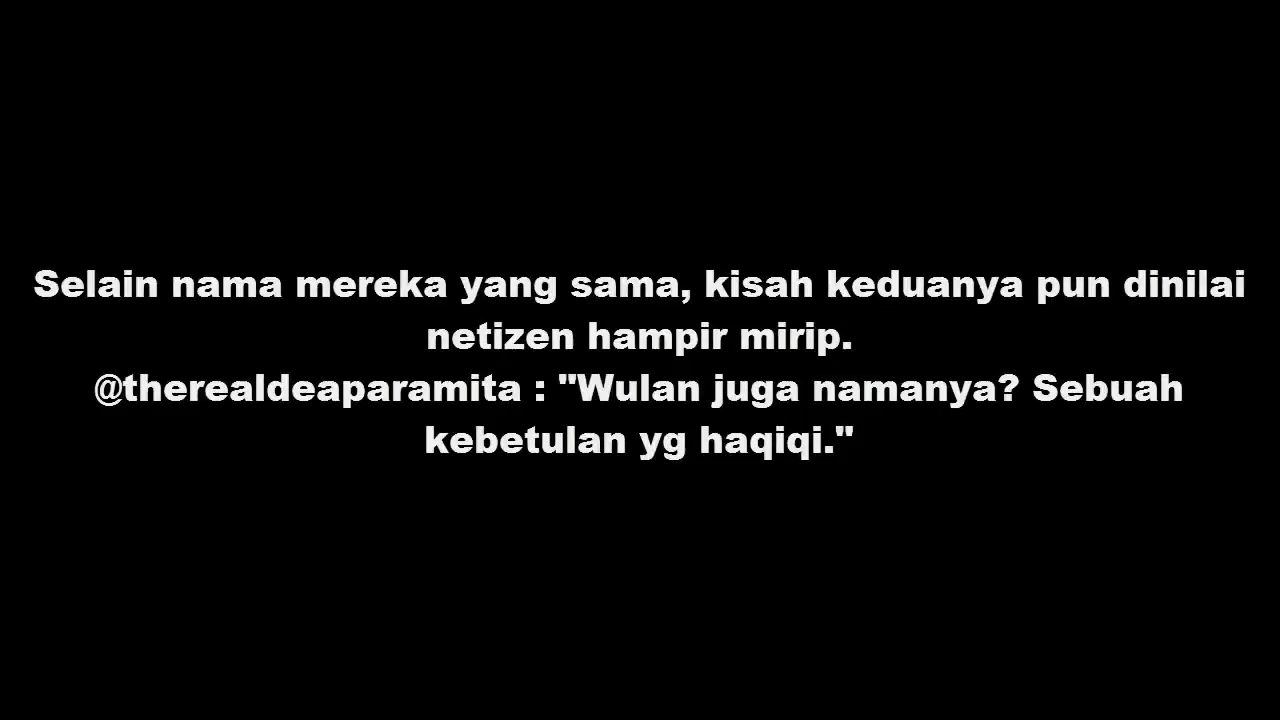 Selain nama mereka yang sama, kisah keduanya pun dinilai
netizen hampir mirip.
@therealdeaparamita : "Wulan juga namanya? Sebuah
kebetulan yg haqiqi."